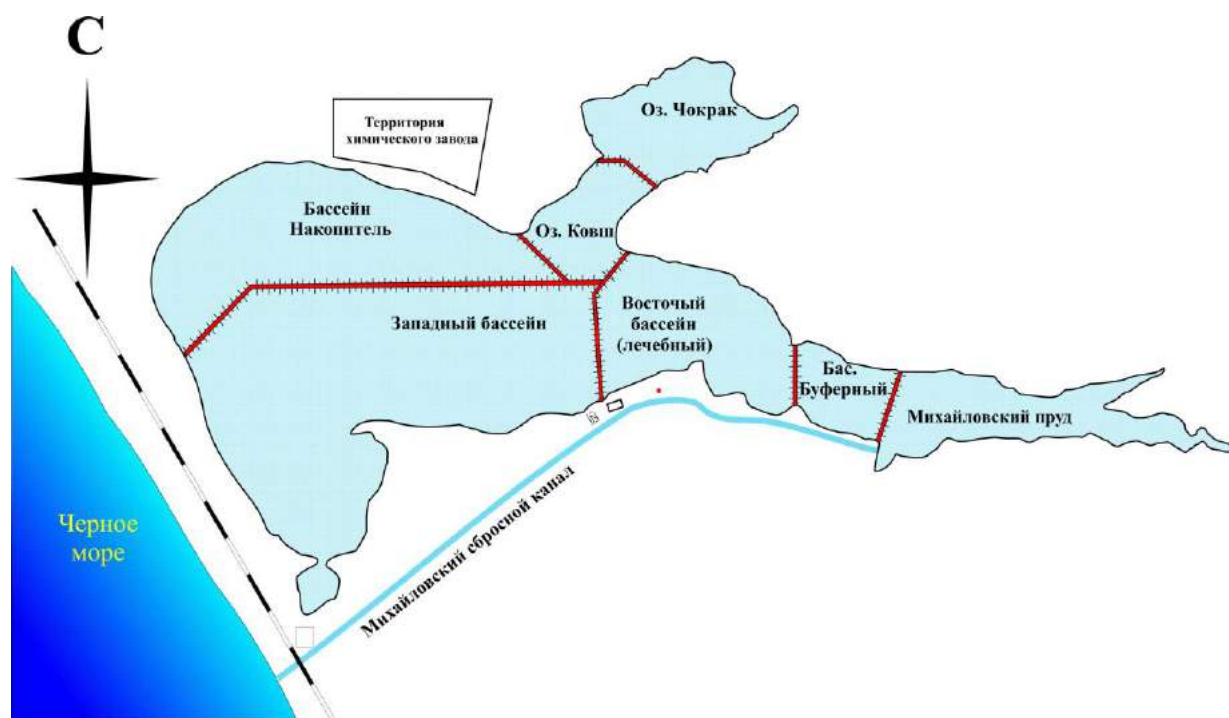 С
Оз. Чокрак
Территория
химического завода
Бассейн
Накопитель
Оз. Ковш
Восточый
бассейн
(лечебный)
Западный бассейн
Бас.
Буферный
Михайловский пруд
Михайловский сбросной канал
Черное
море